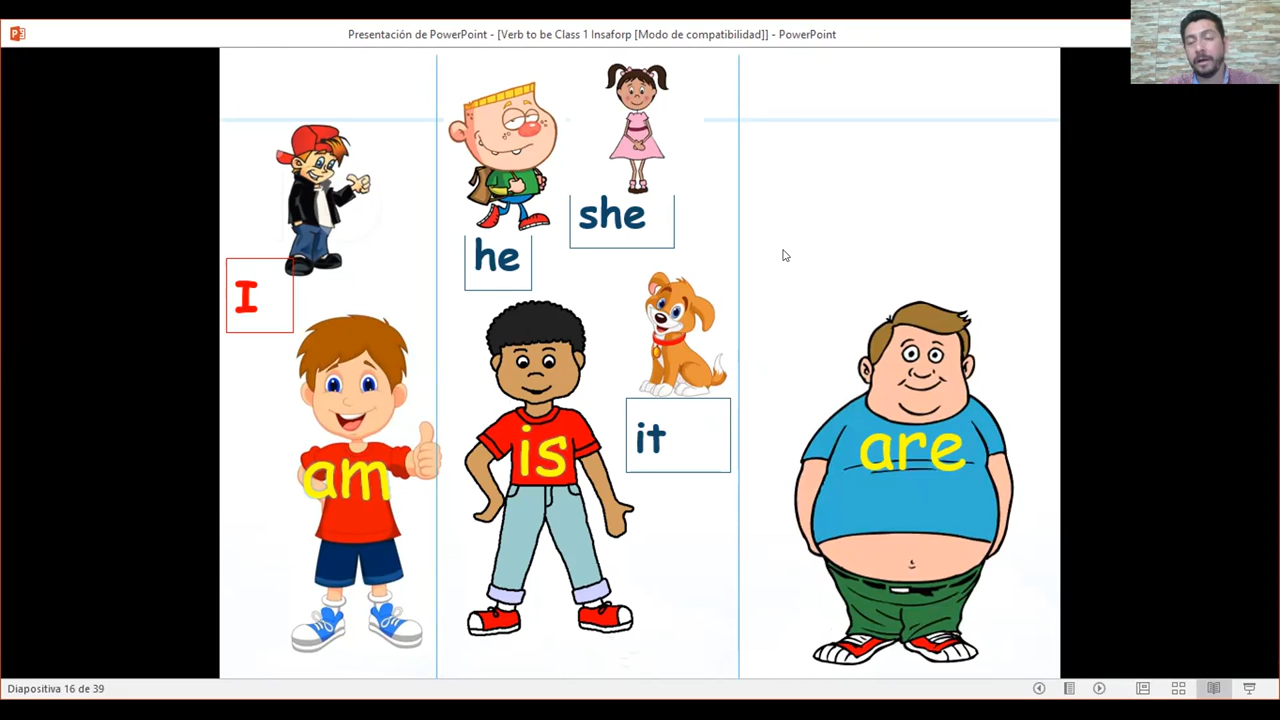 Presentación de PowerPoint - [Verb to be Class 1 Insaforp [Modo de compatibilidad]] - PowerPoint
she
he
I
it
am
is
are
Diapositiva 16 de 39